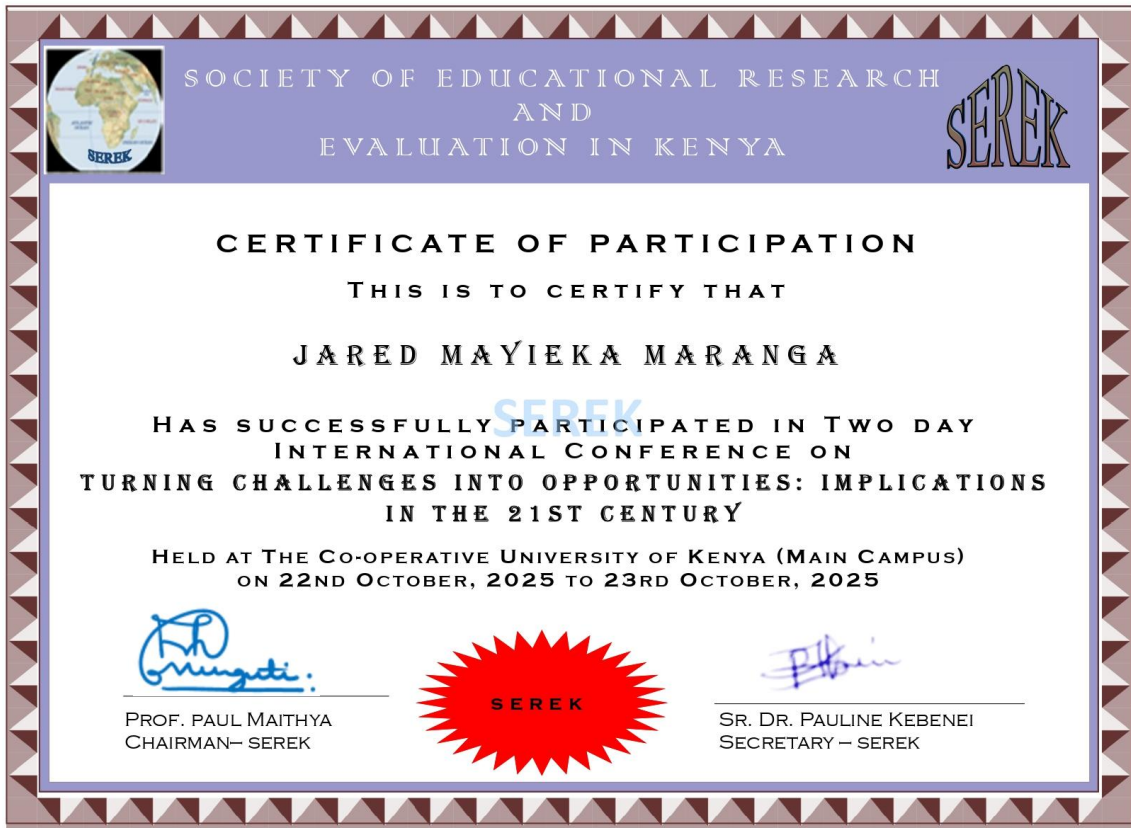 SOCIETY OF EDUCATIONAL RESEARCH
AND
EVALUATION IN KENYA
SEREK
SEREK
CERTIFICATE OF PARTICIPATION
THIS IS TO CERTIFY THAT
JARED MAYIEKA MARANGA
SEREK
HAS SUCCESSFULLY PARTICIPATED IN TWO DAY
INTERNATIONAL CONFERENCE ON
TURNING CHALLENGES INTO OPPORTUNITIES: IMPLICATIONS
IN THE 21ST CENTURY
HELD AT THE CO-OPERATIVE UNIVERSITY OF KENYA (MAIN CAMPUS)
ON 22ND OCTOBER, 2025 TO 23RD OCTOBER, 2025
SEREK
PROF. PAUL MAITHYA
CHAIRMAN– SEREK
SR. DR. PAULINE KEBENEI
SECRETARY – SEREK